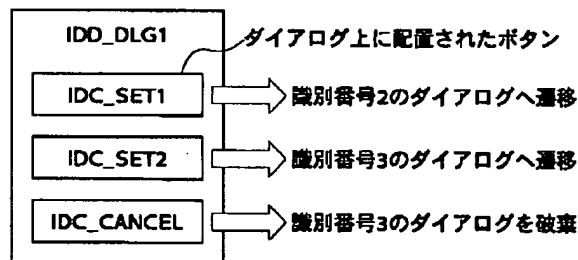 IDD_DLG1
ダイアログ上に配置されたボタン
IDC_SET1
識別番号2のダイアログへ遷移
IDC_SET2
識別番号3のダイアログへ遷移
IDC_CANCEL
識別番号3のダイアログを破棄